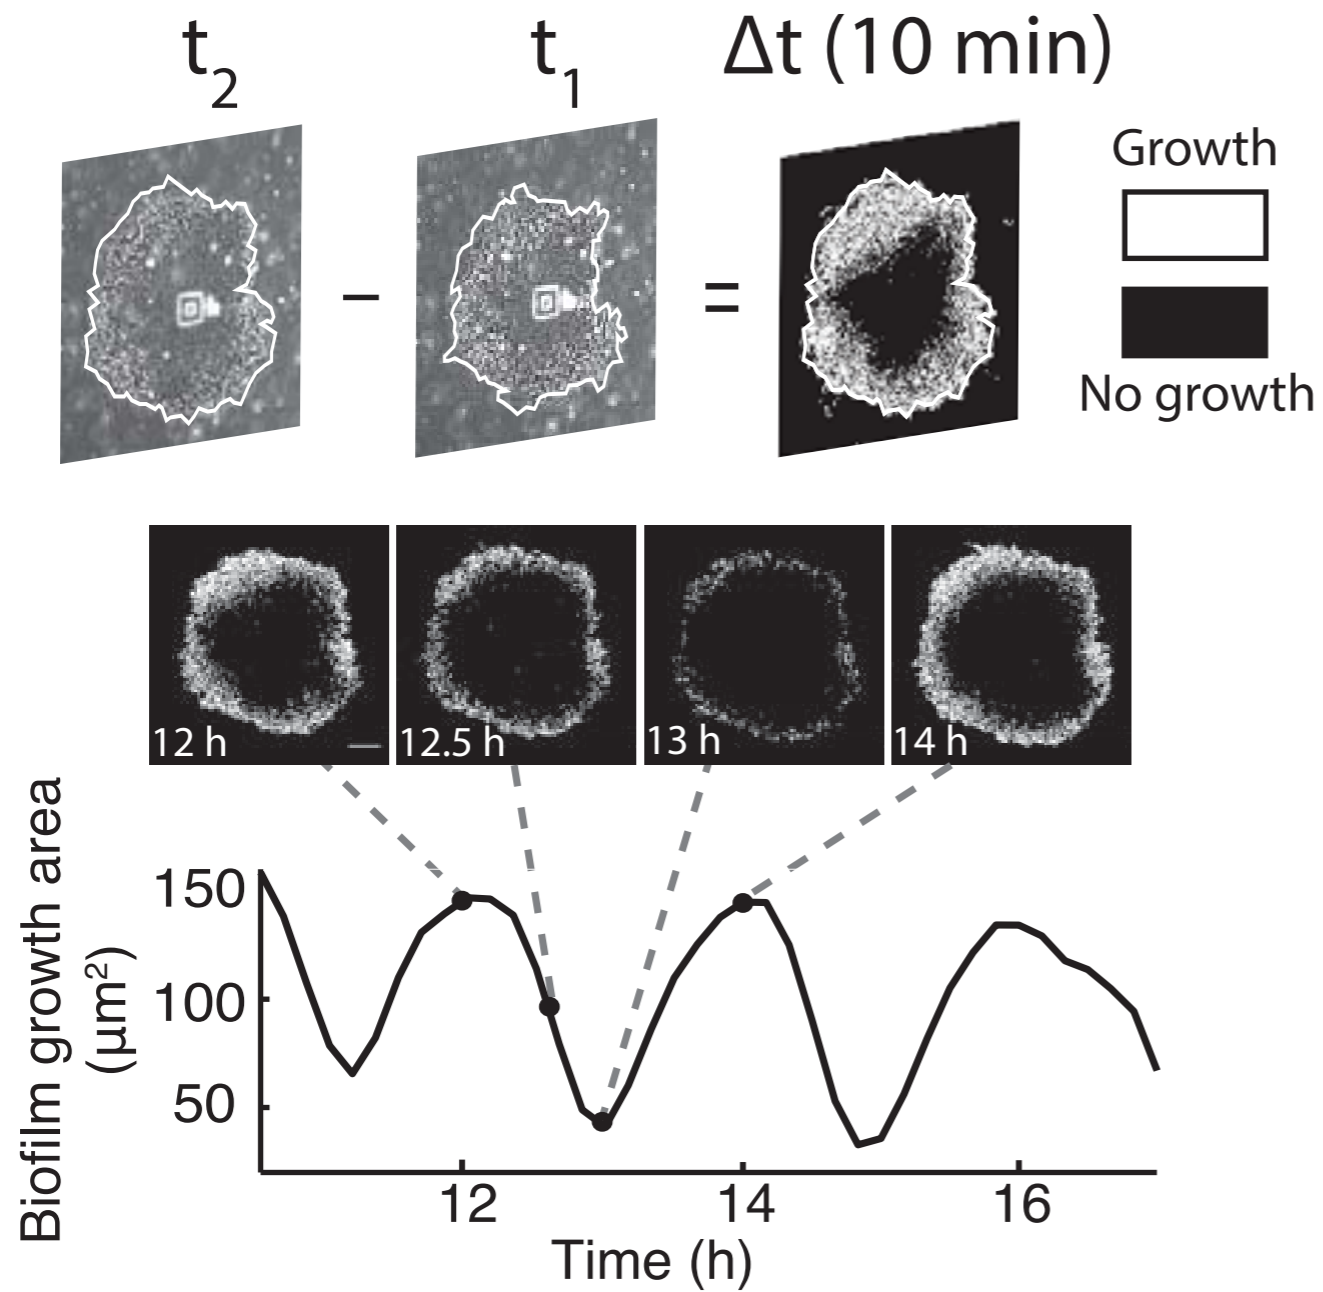 t2 t1 Δt (10 min)
− =
Growth
No growth
12 h 12.5 h 13 h 14 h
Biofilm growth area
(μm²)
150
100
50
12 14 16
Time (h)